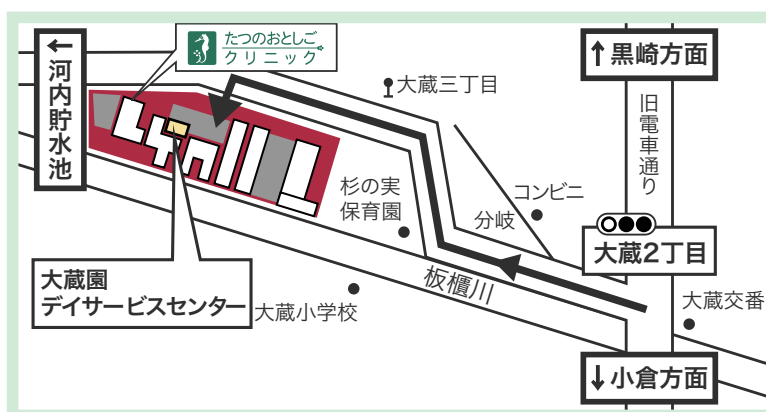 ←河内貯水池
たつのおとしご
クリニック
↑黒崎方面
大蔵三丁目
旧電車通り
杉の実
保育園
コンビニ
分岐
大蔵2丁目
大蔵園
デイサービスセンター
板櫃川
大蔵小学校
大蔵交番
↓小倉方面